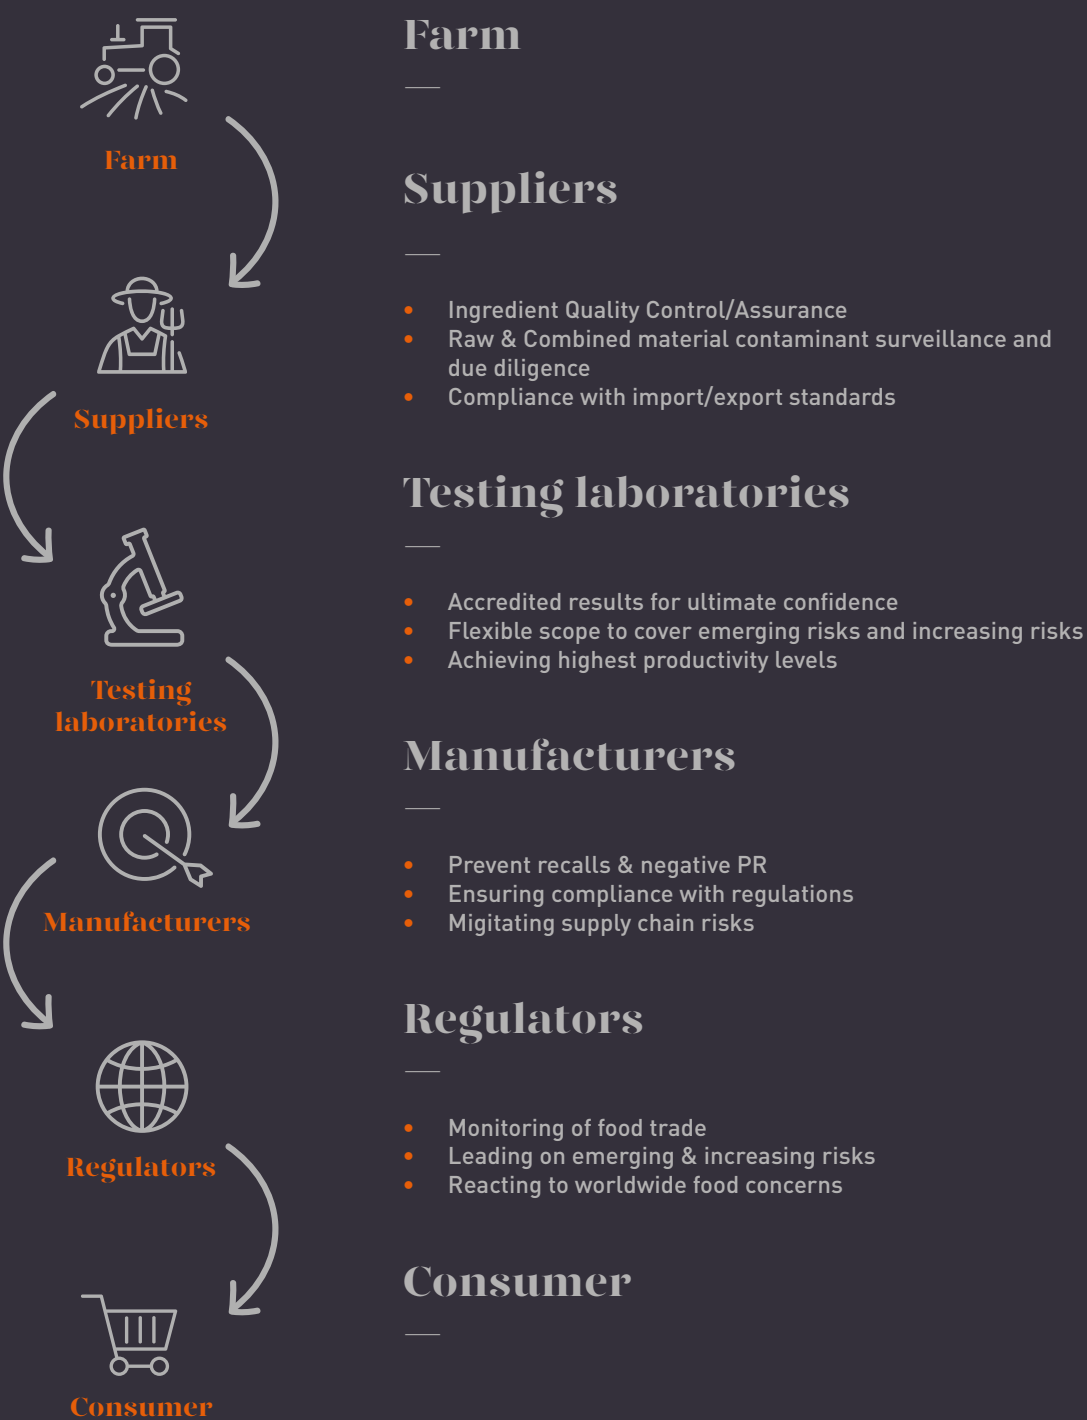 Farm
Suppliers
Testing
laboratories
Manufacturers
Regulators
Consumer
Farm
Suppliers
• Ingredient Quality Control/Assurance
• Raw & Combined material contaminant surveillance and
due diligence
• Compliance with import/export standards
Testing laboratories
• Accredited results for ultimate confidence
• Flexible scope to cover emerging risks and increasing risks
• Achieving highest productivity levels
Manufacturers
• Prevent recalls & negative PR
• Ensuring compliance with regulations
• Migitating supply chain risks
Regulators
• Monitoring of food trade
• Leading on emerging & increasing risks
• Reacting to worldwide food concerns
Consumer